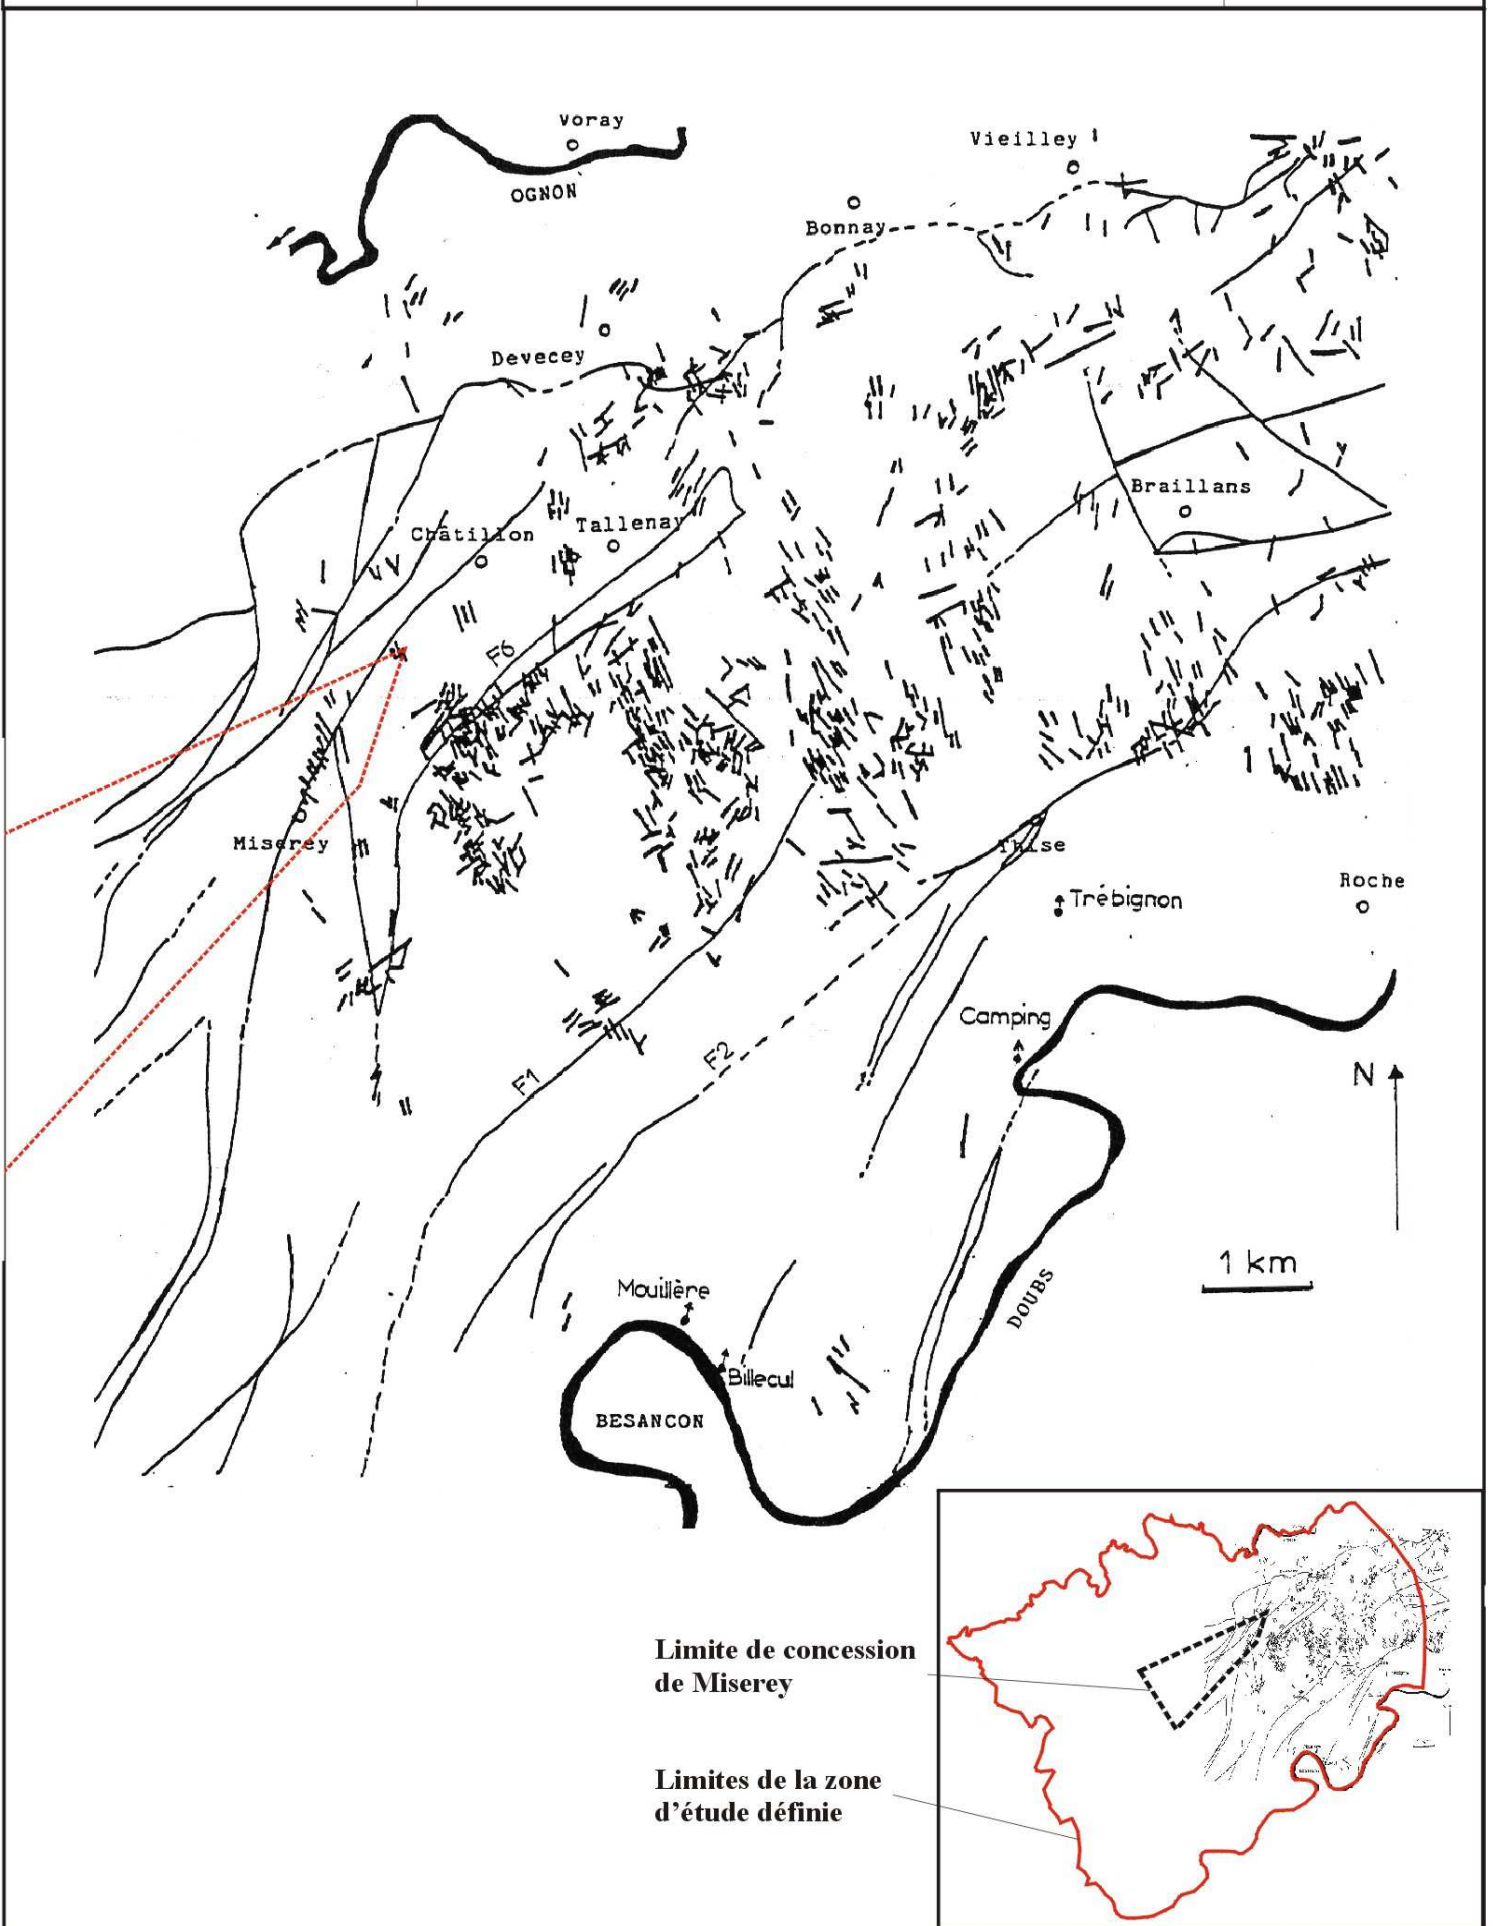 Voray
Vieilley
OGNON
Bonnay
Devecey
Braillans
Châtillon
Tallenay
F6
Miserey
Thise
Roche
Trébignon
Camping
F2
N
F1
1 km
Mouillère
DOUBS
Billecul
BESANCON
Limite de concession
de Miserey
Limites de la zone
d'étude définie